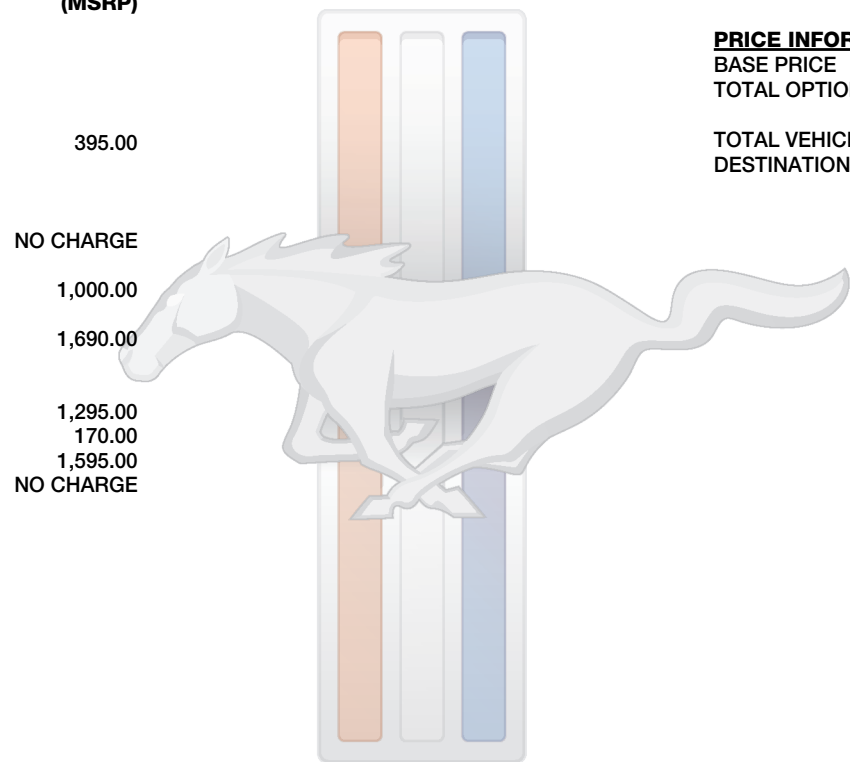 (MSRP)
395.00
NO CHARGE
1,000.00
1,690.00
1,295.00
170.00
1,595.00
NO CHARGE
PRICE INFOR
BASE PRICE
TOTAL OPTIO
TOTAL VEHIC
DESTINATION